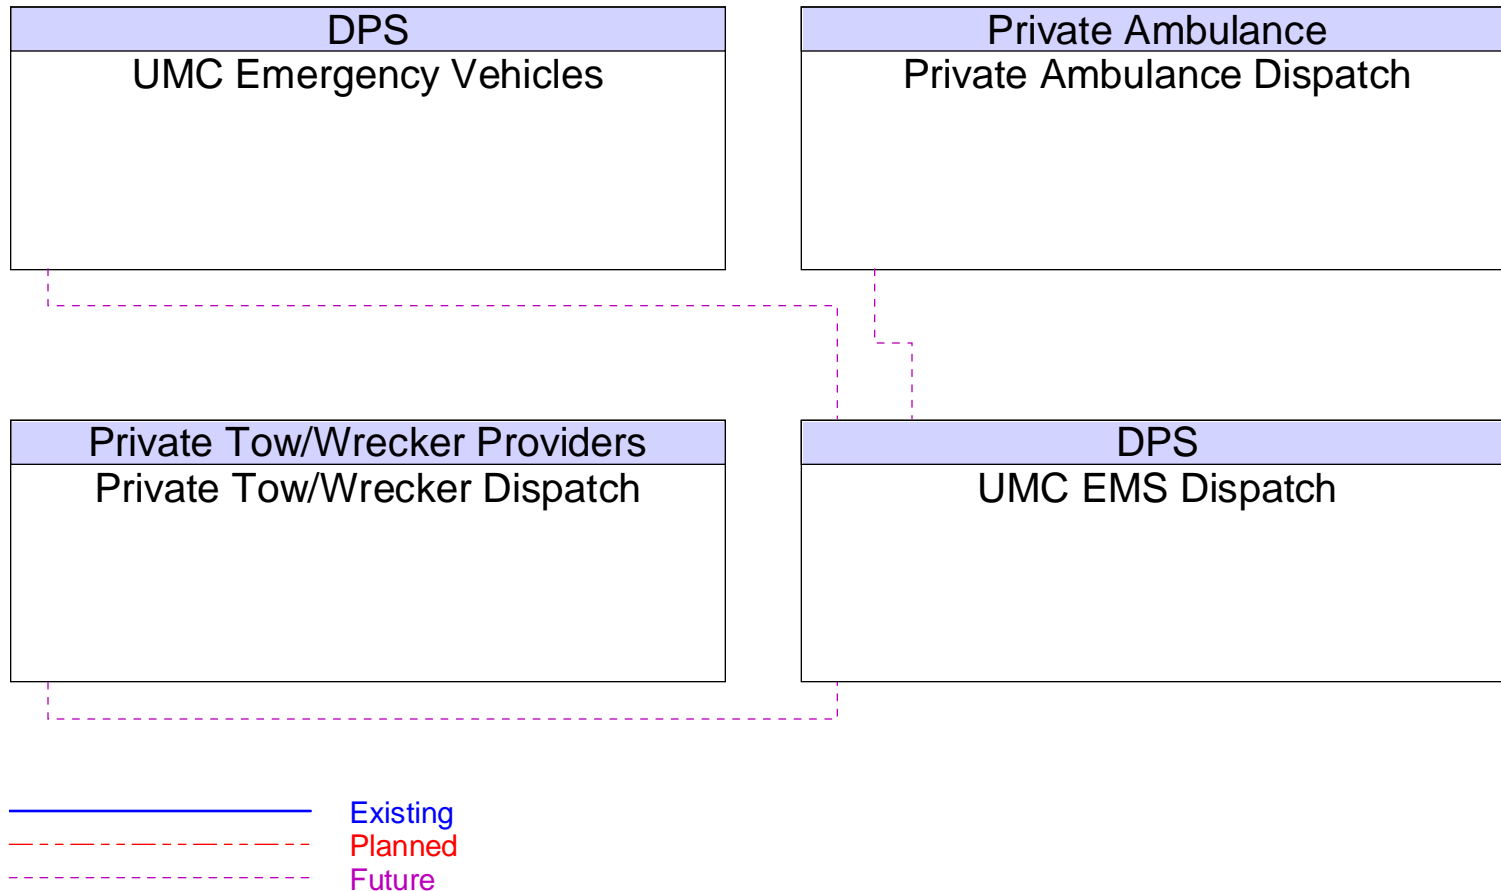 DPS
UMC Emergency Vehicles
Private Ambulance
Private Ambulance Dispatch
Private Tow/Wrecker Providers
Private Tow/Wrecker Dispatch
DPS
UMC EMS Dispatch
Existing
Planned
Future